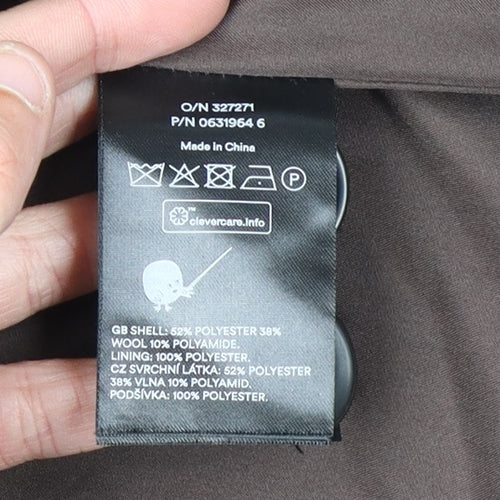 O/N 327271
P/N 0631964 6
Made in China
P
™
clevercare.info
GB SHELL: 52% POLYESTER 38%
WOOL 10% POLYAMIDE.
LINING: 100% POLYESTER.
CZ SVRCHNÍ LÁTKA: 52% POLYESTER
38% VLNA 10% POLYAMID.
PODŠÍVKA: 100% POLYESTER.